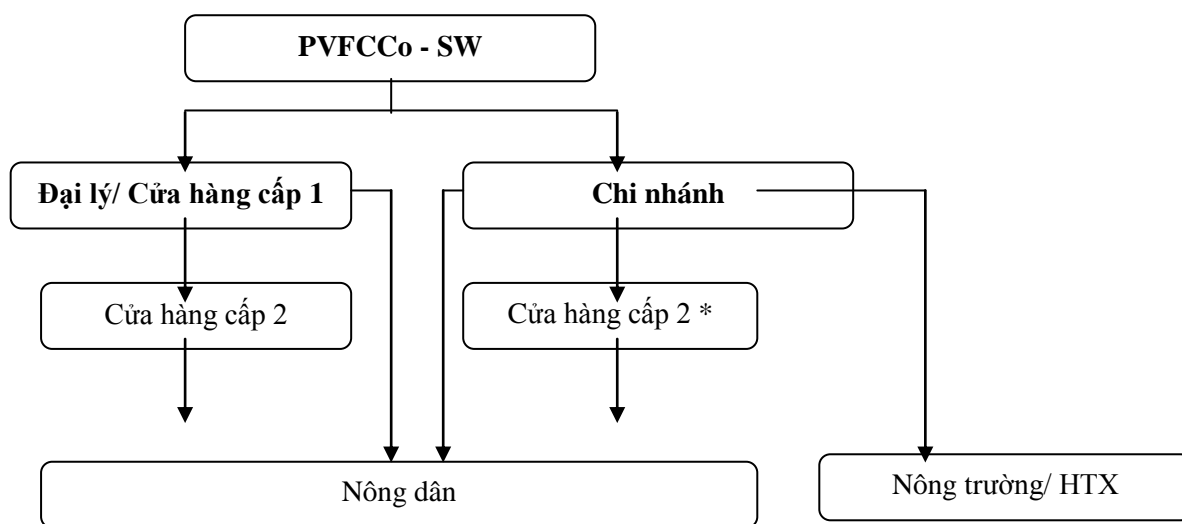 PVFCCo - SW
Đại lý/ Cửa hàng cấp 1
Chi nhánh
Cửa hàng cấp 2
Cửa hàng cấp 2 *
Nông dân
Nông trường/ HTX